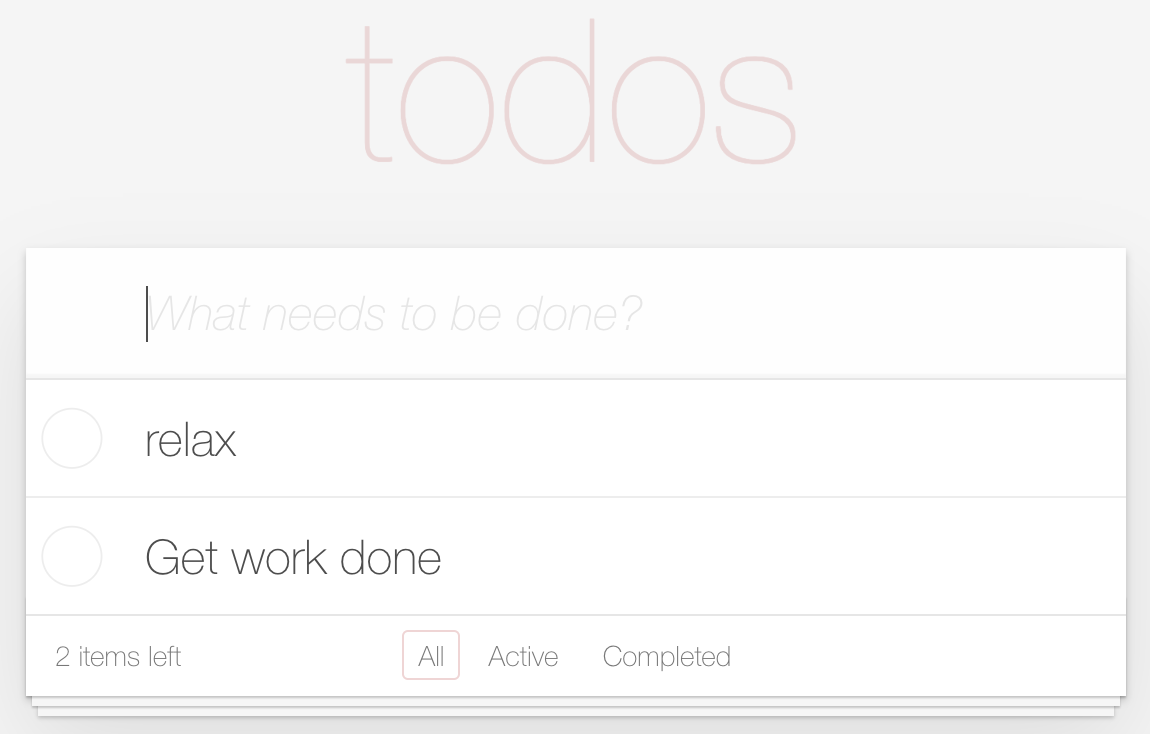 todos
What needs to be done?
relax
Get work done
2 items left All Active Completed